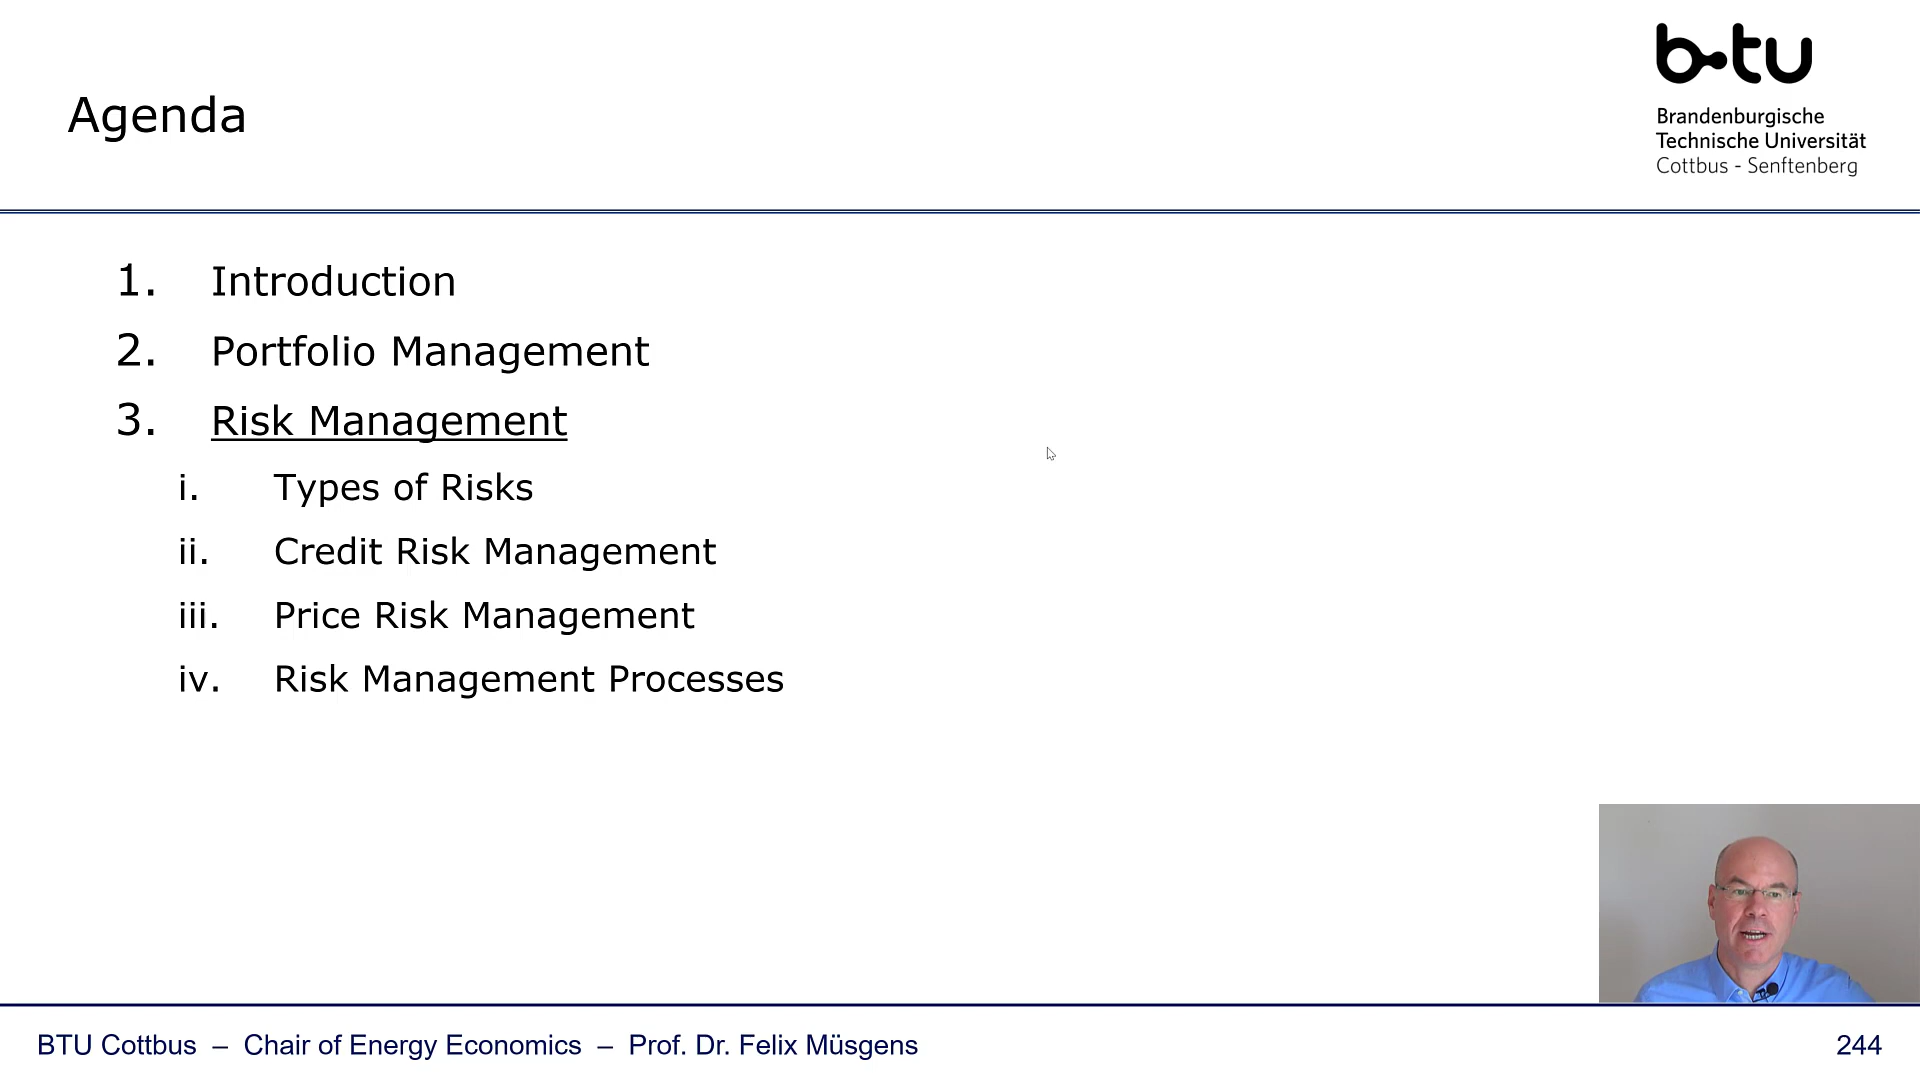 Agenda
b-tu
Brandenburgische
Technische Universität
Cottbus - Senftenberg
1. Introduction
2. Portfolio Management
3. Risk Management
i. Types of Risks
ii. Credit Risk Management
iii. Price Risk Management
iv. Risk Management Processes
BTU Cottbus – Chair of Energy Economics – Prof. Dr. Felix Müsgens
244